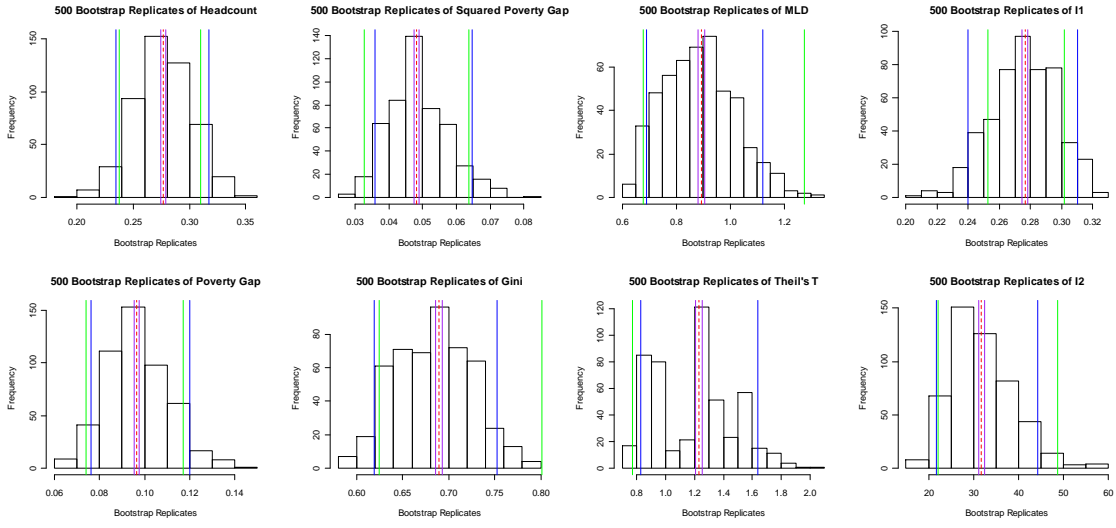 500 Bootstrap Replicates of Headcount
Frequency
0 50 100 150
0.20 0.25 0.30 0.35
Bootstrap Replicates
500 Bootstrap Replicates of Squared Poverty Gap
Frequency
0 20 40 60 80 100 140
0.03 0.04 0.05 0.06 0.07 0.08
Bootstrap Replicates
500 Bootstrap Replicates of MLD
Frequency
0 20 40 60
0.6 0.8 1.0 1.2
Bootstrap Replicates
500 Bootstrap Replicates of I1
Frequency
0 20 40 60 80 100
0.20 0.22 0.24 0.26 0.28 0.30 0.32
Bootstrap Replicates
500 Bootstrap Replicates of Poverty Gap
Frequency
0 50 100 150
0.06 0.08 0.10 0.12 0.14
Bootstrap Replicates
500 Bootstrap Replicates of Gini
Frequency
0 20 40 60 80
0.60 0.65 0.70 0.75 0.80
Bootstrap Replicates
500 Bootstrap Replicates of Theil's T
Frequency
0 20 40 60 80 100 120
0.8 1.0 1.2 1.4 1.6 1.8 2.0
Bootstrap Replicates
500 Bootstrap Replicates of I2
Frequency
0 50 100 150
20 30 40 50 60
Bootstrap Replicates